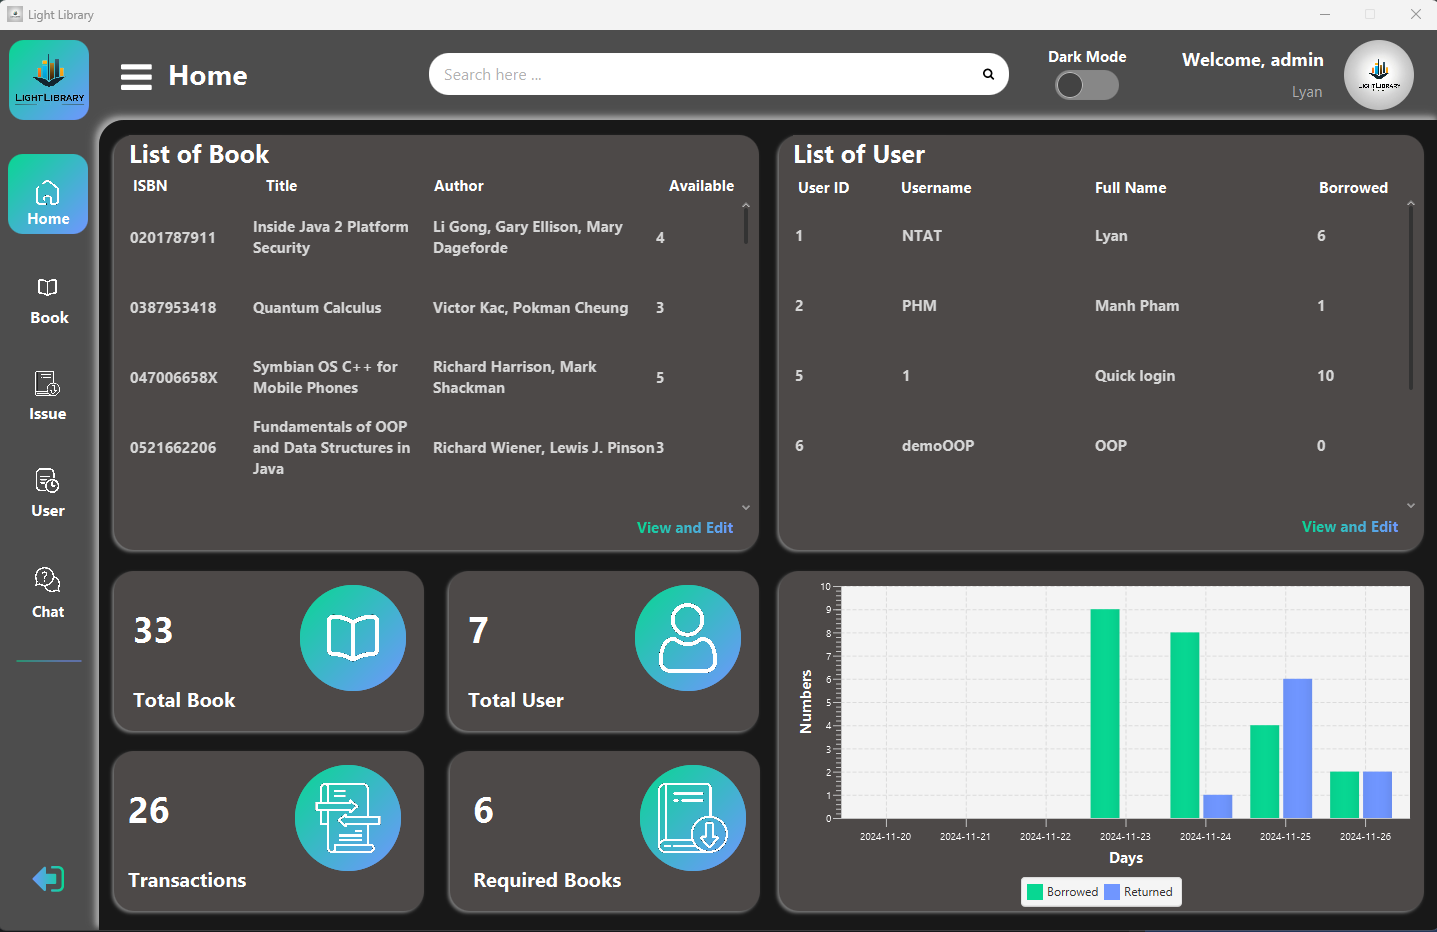 Light Library
LIGHTLIBRARY
Home
Search here ...
Dark Mode
Welcome, admin
Lyan
LIGHTLIBRARY
Home
Book
Issue
User
Chat
List of Book
ISBN Title Author Available
0201787911 Inside Java 2 Platform Security Li Gong, Gary Ellison, Mary Dageforde 4
0387953418 Quantum Calculus Victor Kac, Pokman Cheung 3
047006658X Symbian OS C++ for Mobile Phones Richard Harrison, Mark Shackman 5
0521662206 Fundamentals of OOP and Data Structures in Java Richard Wiener, Lewis J. Pinson 3
View and Edit
List of User
User ID Username Full Name Borrowed
1 NTAT Lyan 6
2 PHM Manh Pham 1
5 1 Quick login 10
6 demoOOP OOP 0
View and Edit
33
Total Book
7
Total User
26
Transactions
6
Required Books
Numbers
10
9
8
7
6
5
4
3
2
1
0
2024-11-20 2024-11-21 2024-11-22 2024-11-23 2024-11-24 2024-11-25 2024-11-26
Days
Borrowed Returned